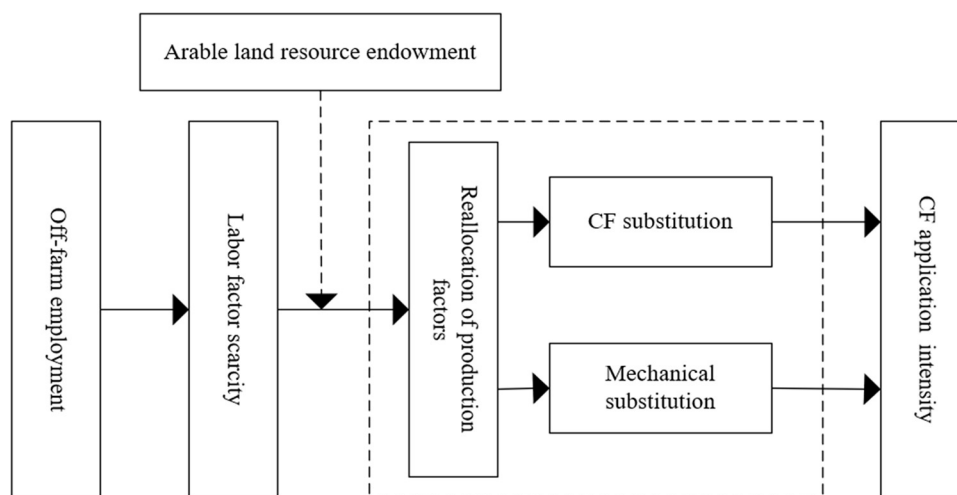 Arable land resource endowment
Off-farm employment
Labor factor scarcity
Reallocation of production
factors
CF substitution
Mechanical
substitution
CF application intensity